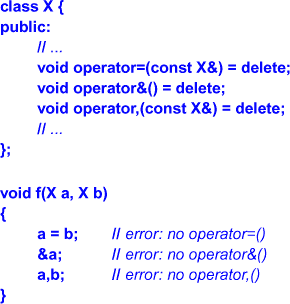 class X {
public:
// ...
void operator=(const X&) = delete;
void operator&() = delete;
void operator,(const X&) = delete;
// ...
};
void f(X a, X b)
{
a = b; // error: no operator=()
&a; // error: no operator&()
a,b; // error: no operator,()
}